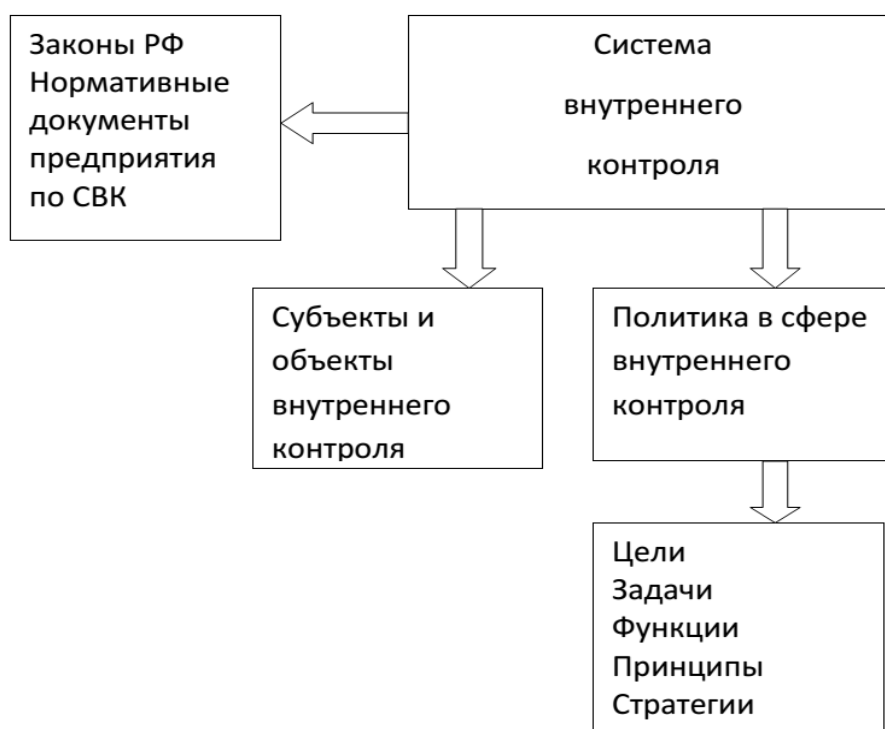 Законы РФ
Нормативные
документы
предприятия
по СВК
Система
внутреннего
контроля
Субъекты и
объекты
внутреннего
контроля
Политика в сфере
внутреннего
контроля
Цели
Задачи
Функции
Принципы
Стратегии